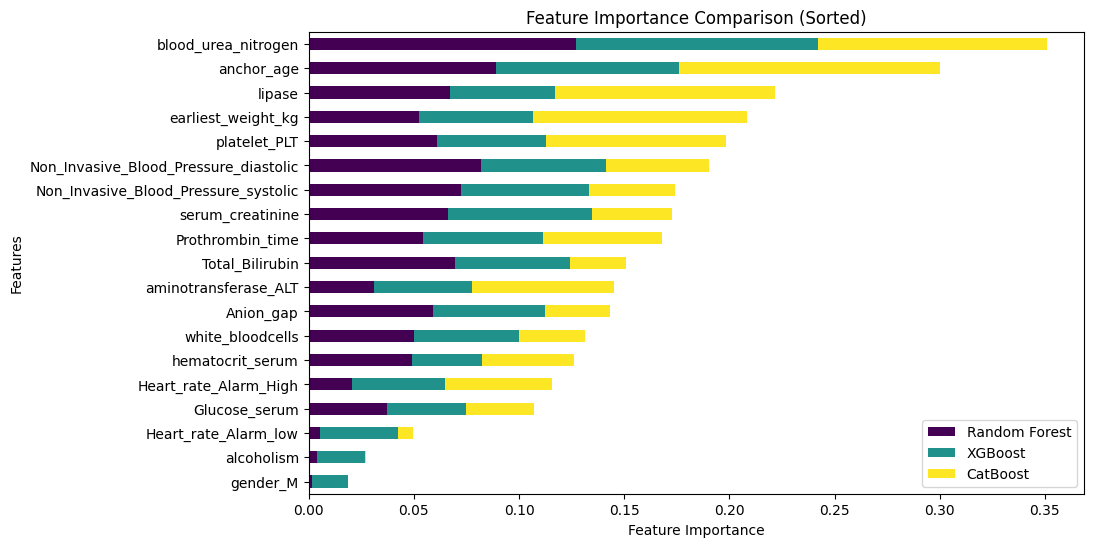 Feature Importance Comparison (Sorted)
Features
blood_urea_nitrogen
anchor_age
lipase
earliest_weight_kg
platelet_PLT
Non_Invasive_Blood_Pressure_diastolic
Non_Invasive_Blood_Pressure_systolic
serum_creatinine
Prothrombin_time
Total_Bilirubin
aminotransferase_ALT
Anion_gap
white_bloodcells
hematocrit_serum
Heart_rate_Alarm_High
Glucose_serum
Heart_rate_Alarm_low
alcoholism
gender_M
Random Forest
XGBoost
CatBoost
0.00 0.05 0.10 0.15 0.20 0.25 0.30 0.35
Feature Importance